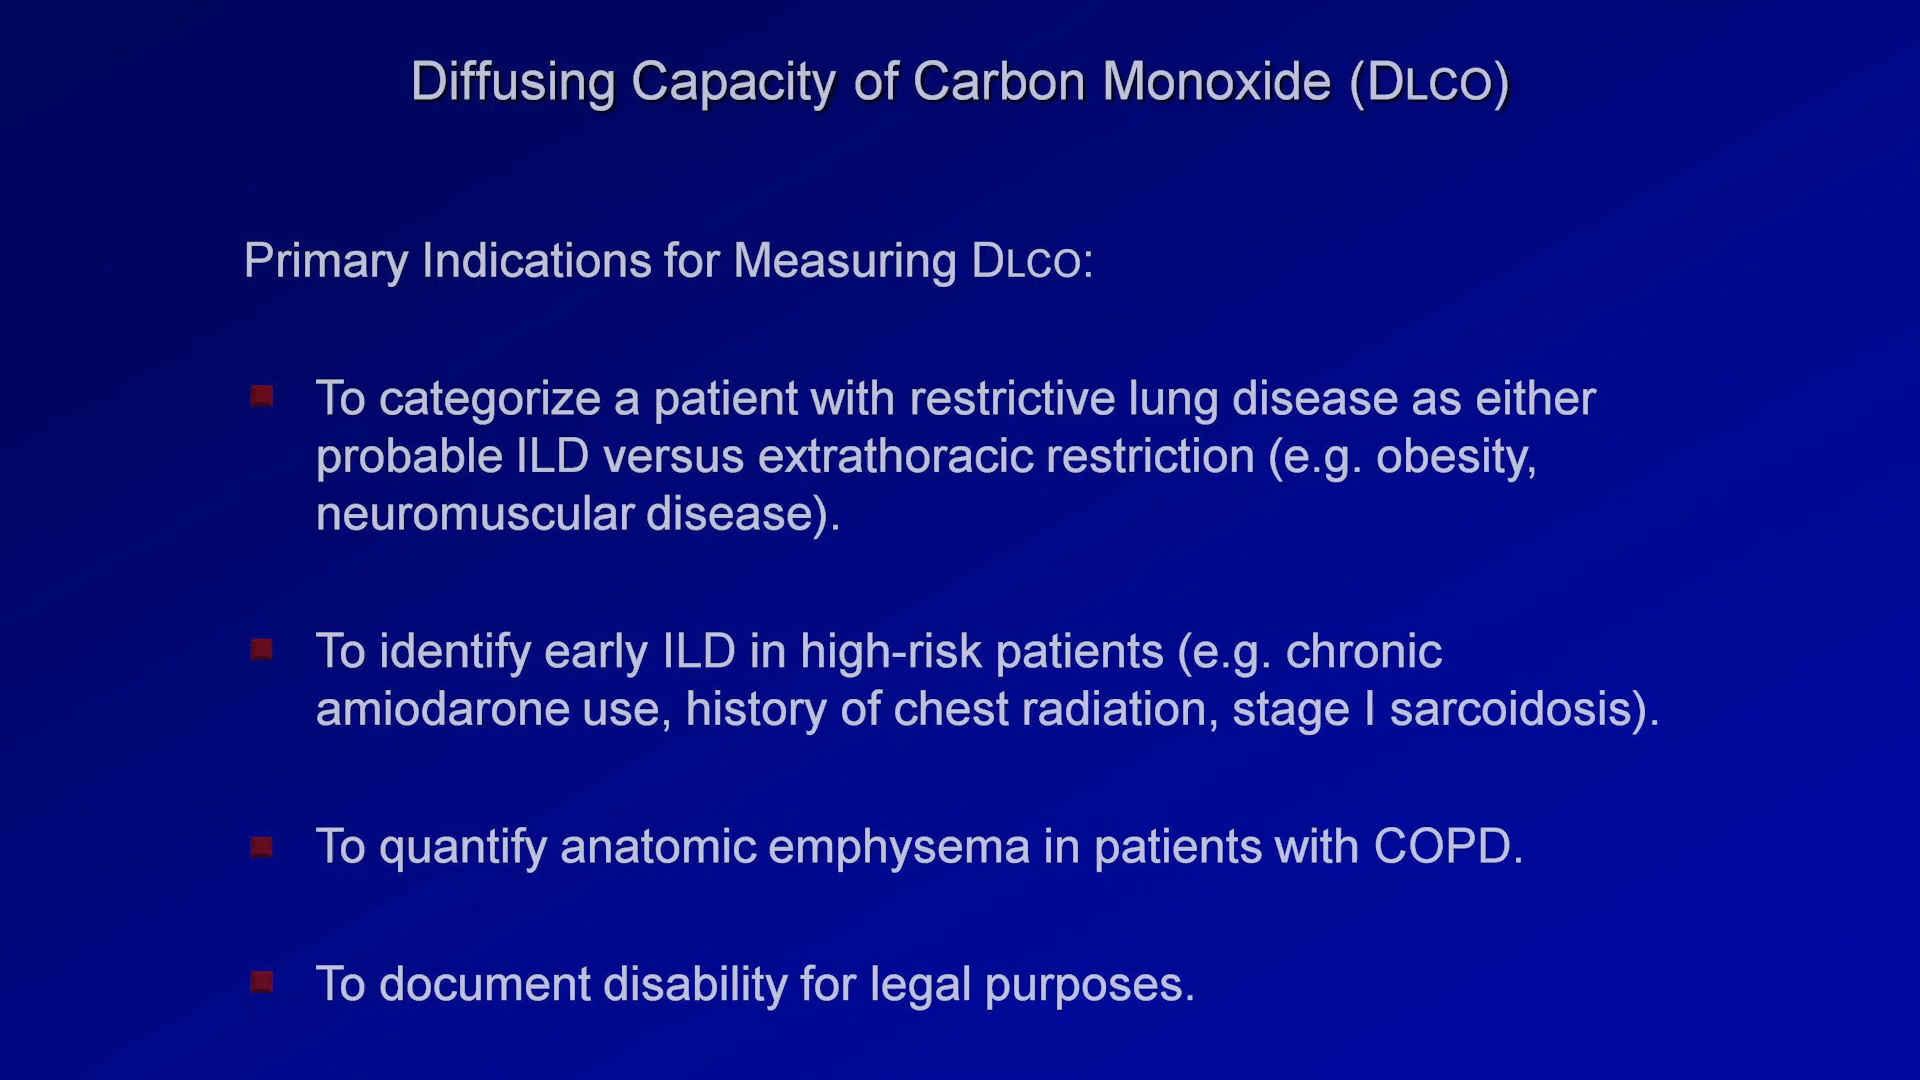 Diffusing Capacity of Carbon Monoxide (DLCO)
Primary Indications for Measuring DLCO:
To categorize a patient with restrictive lung disease as either
probable ILD versus extrathoracic restriction (e.g. obesity,
neuromuscular disease).
To identify early ILD in high-risk patients (e.g. chronic
amiodarone use, history of chest radiation, stage I sarcoidosis).
To quantify anatomic emphysema in patients with COPD.
To document disability for legal purposes.